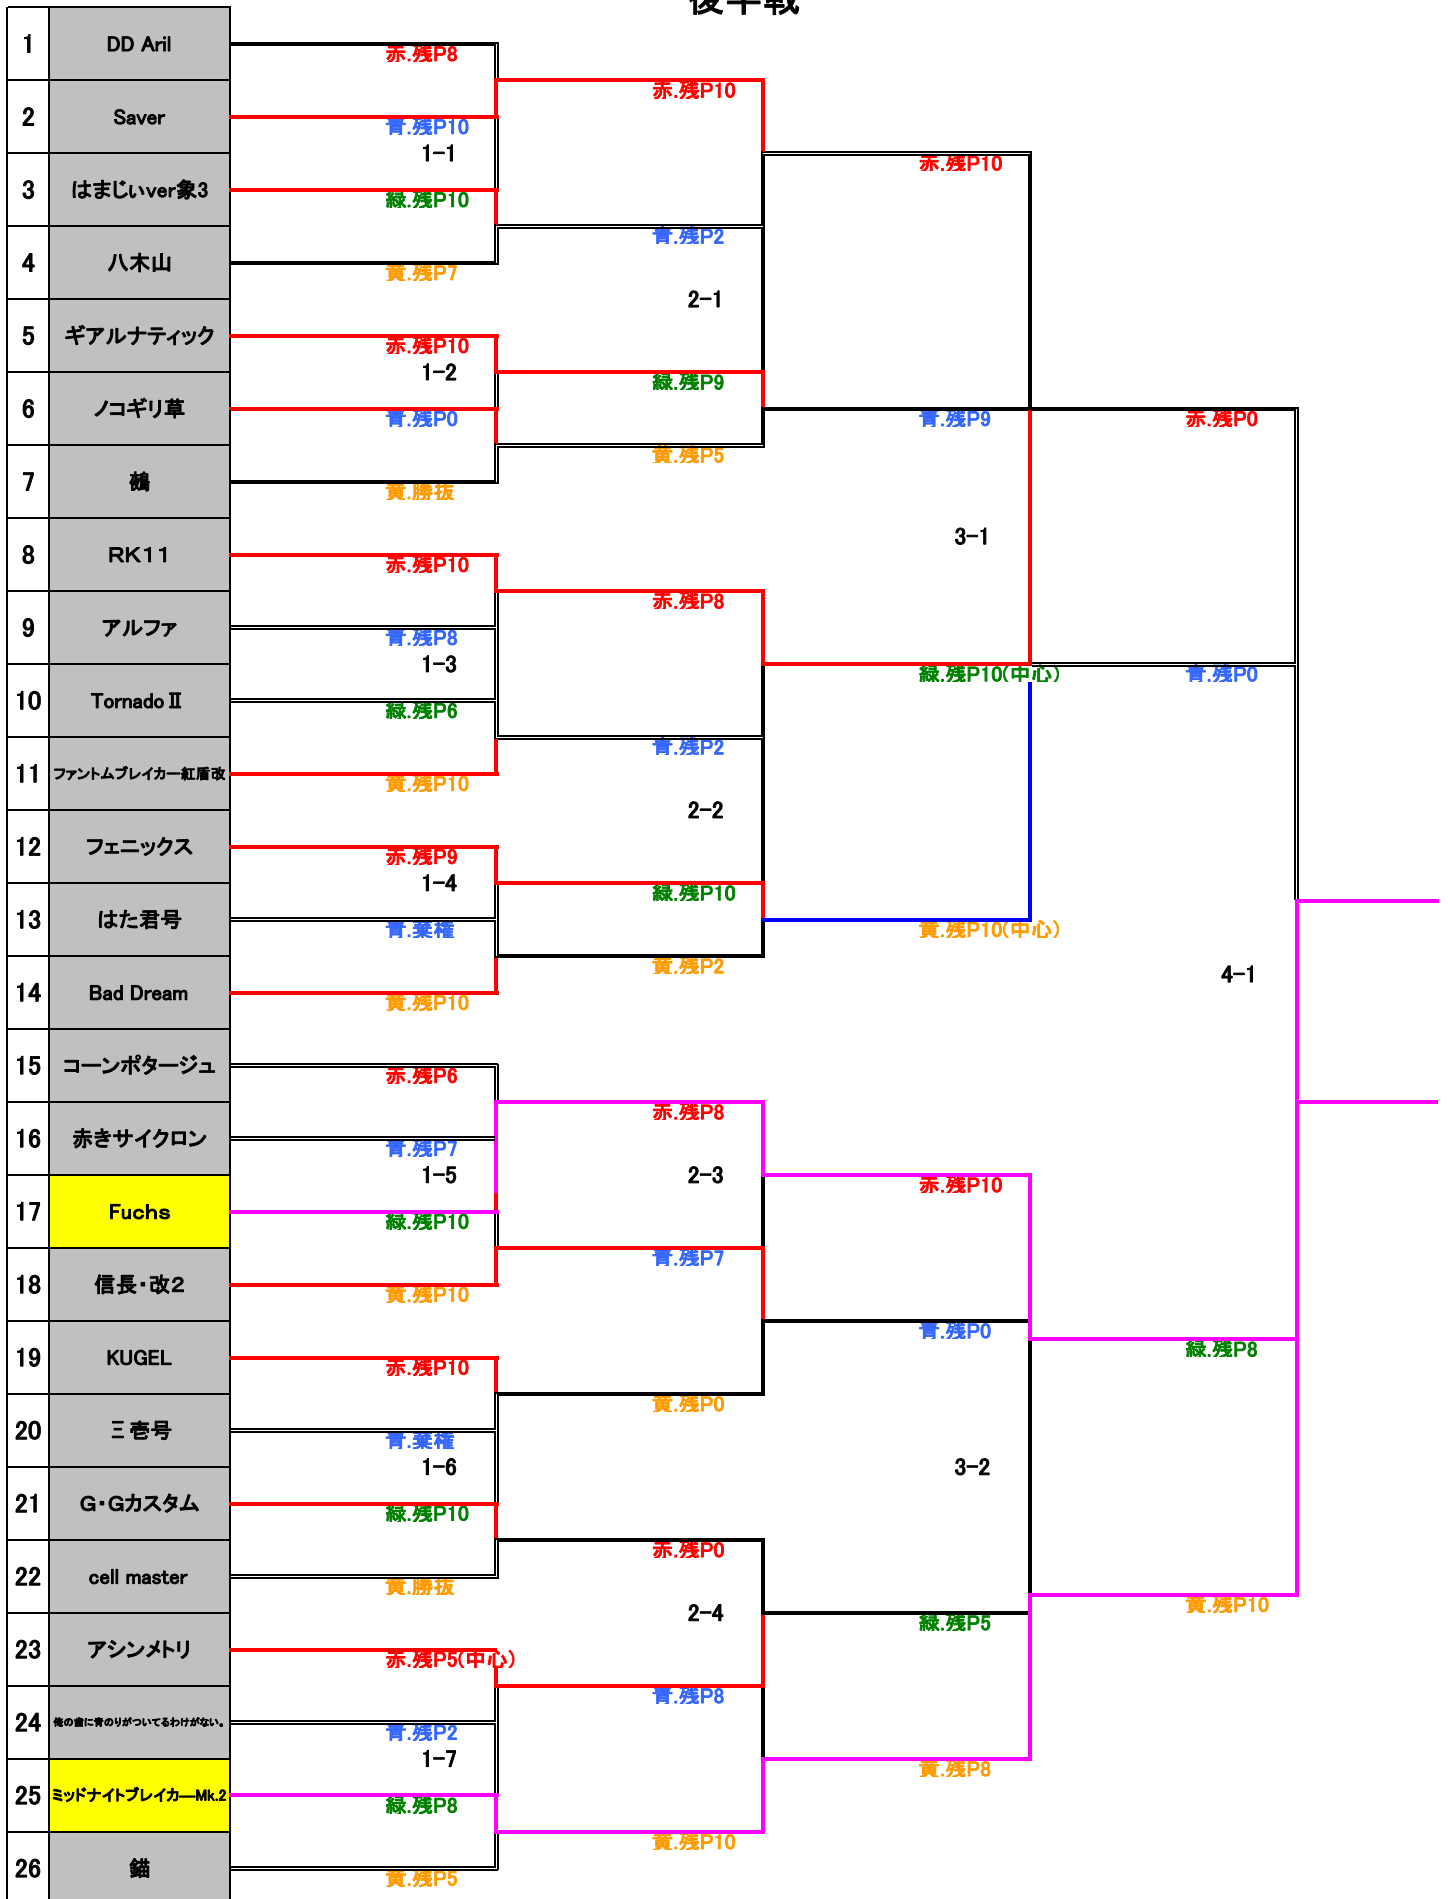 後半戦
1 DD Aril
赤.残P8
赤.残P10
2 Saver
青.残P10
1-1
赤.残P10
3 はまじぃver象3
緑.残P10
青.残P2
4 八木山
黄.残P7
2-1
5 ギアルナティック
赤.残P10
1-2
緑.残P9
6 ノコギリ草
青.残P0
青.残P9
赤.残P0
黄.残P5
7 鵺
黄.勝抜
3-1
8 RK11
赤.残P10
赤.残P8
9 アルファ
青.残P8
1-3
緑.残P10(中心)
青.残P0
10 TornadoⅡ
緑.残P6
青.残P2
11 ファントムブレイカー紅盾改
黄.残P10
2-2
12 フェニックス
赤.残P9
1-4
緑.残P10
13 はた君号
青.棄権
黄.残P10(中心)
黄.残P2
4-1
14 Bad Dream
黄.残P10
15 コーンポタージュ
赤.残P6
赤.残P8
16 赤きサイクロン
青.残P7
1-5
2-3
赤.残P10
17 Fuchs
緑.残P10
青.残P7
18 信長・改2
黄.残P10
青.残P0
緑.残P8
19 KUGEL
赤.残P10
黄.残P0
20 三壱号
青.棄権
1-6
3-2
21 G・Gカスタム
緑.残P10
赤.残P0
22 cell master
黄.勝抜
2-4
黄.残P10
緑.残P5
23 アシンメトリ
赤.残P5(中心)
青.残P8
24 俺の歯に青のりがついてるわけがない。
青.残P2
1-7
黄.残P8
25 ミッドナイトブレイカ―Mk.2
緑.残P8
黄.残P10
26 錨
黄.残P5